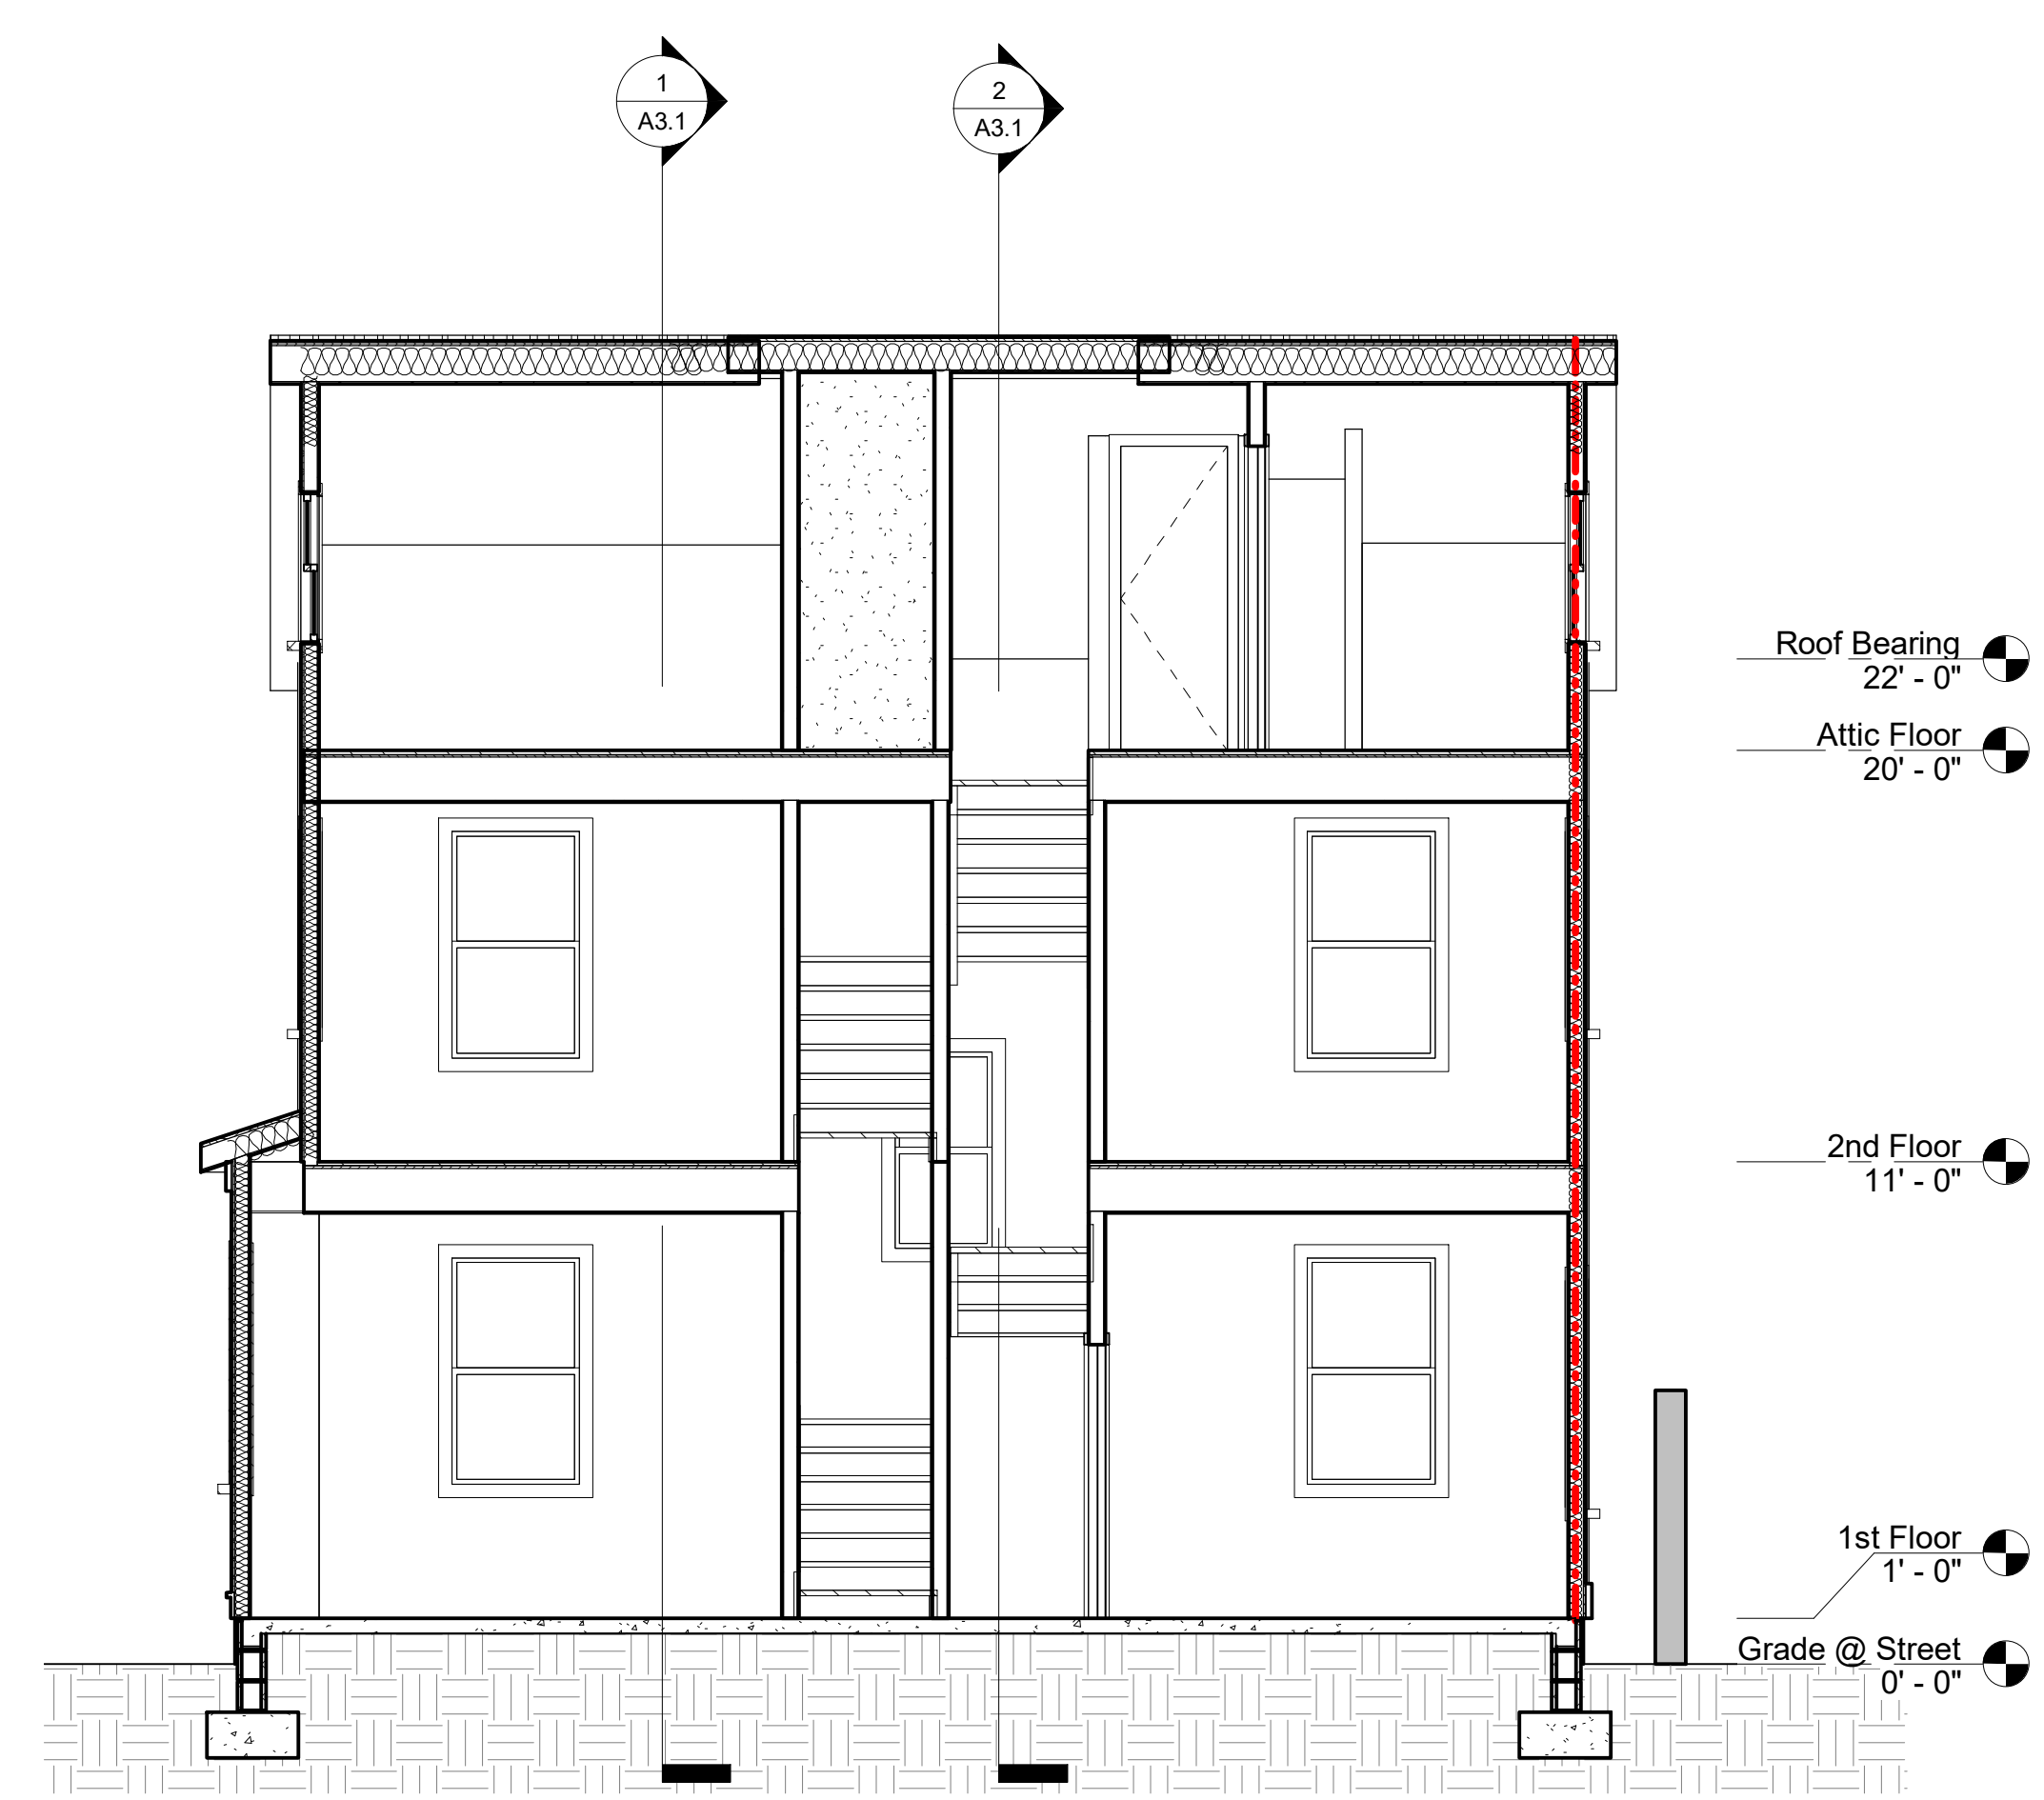 1
A3.1
2
A3.1
Roof Bearing
22' - 0"
Attic Floor
20' - 0"
2nd Floor
11' - 0"
1st Floor
1' - 0"
Grade @ Street
0' - 0"